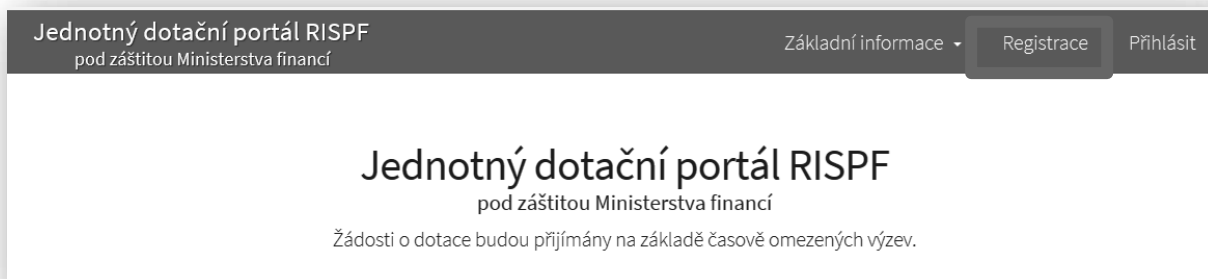 Jednotný dotační portál RISPF
pod záštitou Ministerstva financí
Základní informace Registrace Přihlásit
Jednotný dotační portál RISPF
pod záštitou Ministerstva financí
Žádosti o dotace budou přijímány na základě časově omezených výzev.